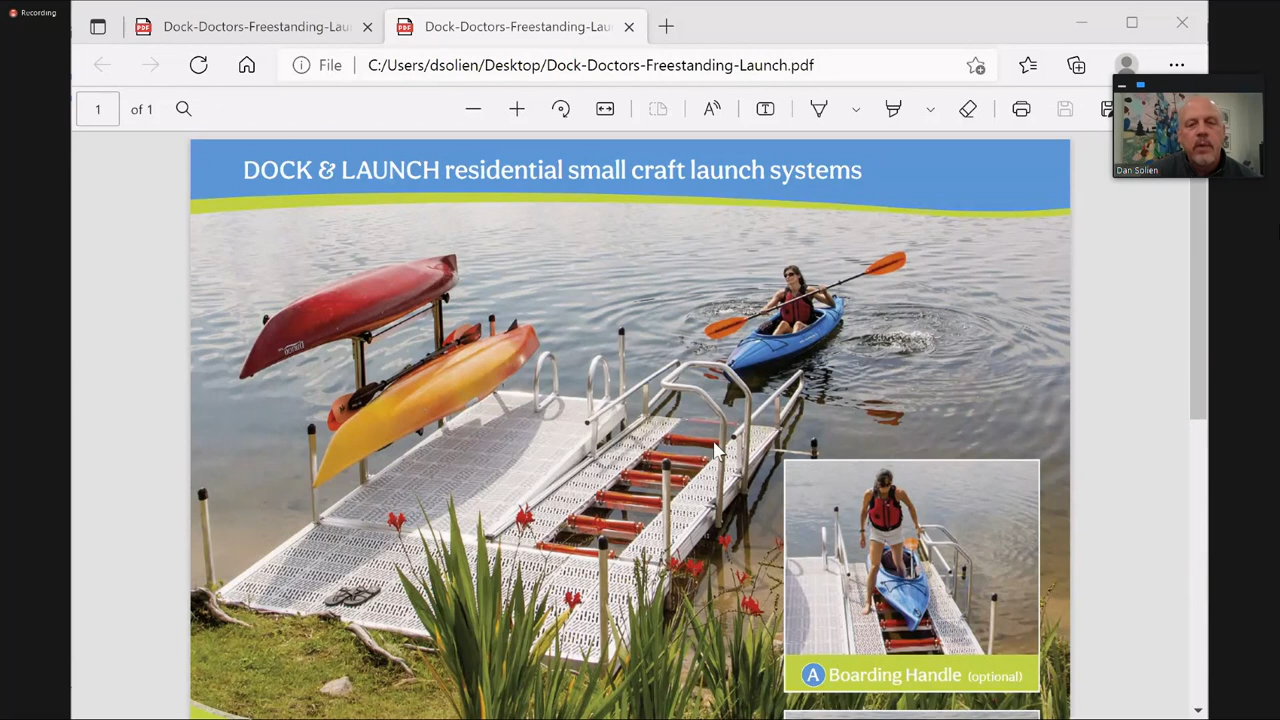 Recording
Dock-Doctors-Freestanding-Lau
Dock-Doctors-Freestanding-Lau
File
C:/Users/dsolien/Desktop/Dock-Doctors-Freestanding-Launch.pdf
1 of 1
Dan Solien
DOCK & LAUNCH residential small craft launch systems
A Boarding Handle (optional)